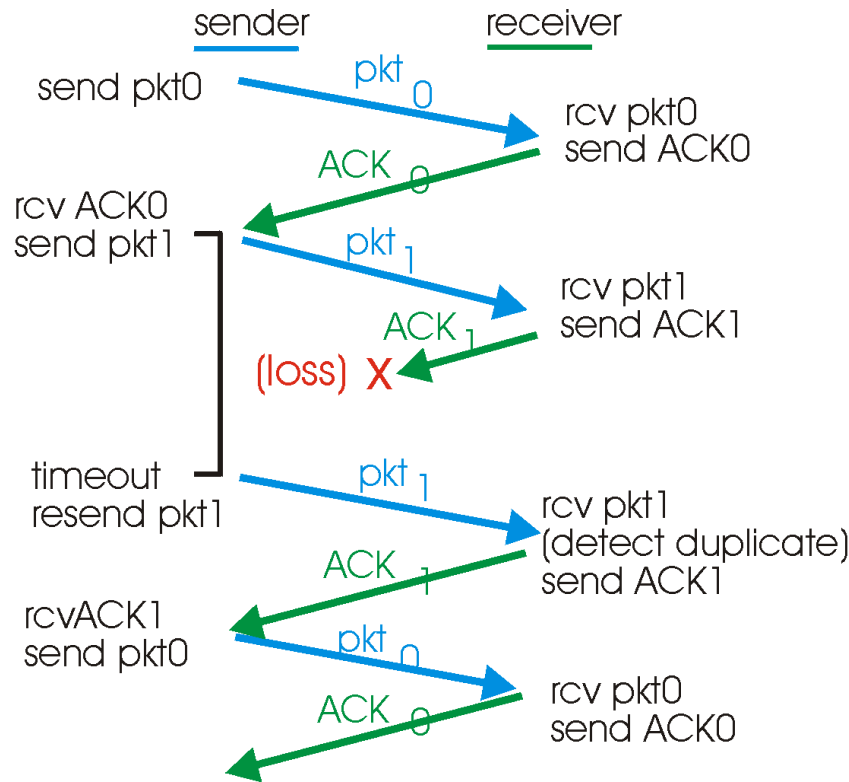 sender
receiver
send pkt0
pkt 0
rcv pkt0
send ACK0
ACK 0
rcv ACK0
send pkt1
pkt 1
rcv pkt1
send ACK1
ACK 1
(loss) X
timeout
resend pkt1
pkt 1
rcv pkt1
(detect duplicate)
send ACK1
ACK 1
rcvACK1
send pkt0
pkt 0
rcv pkt0
send ACK0
ACK 0